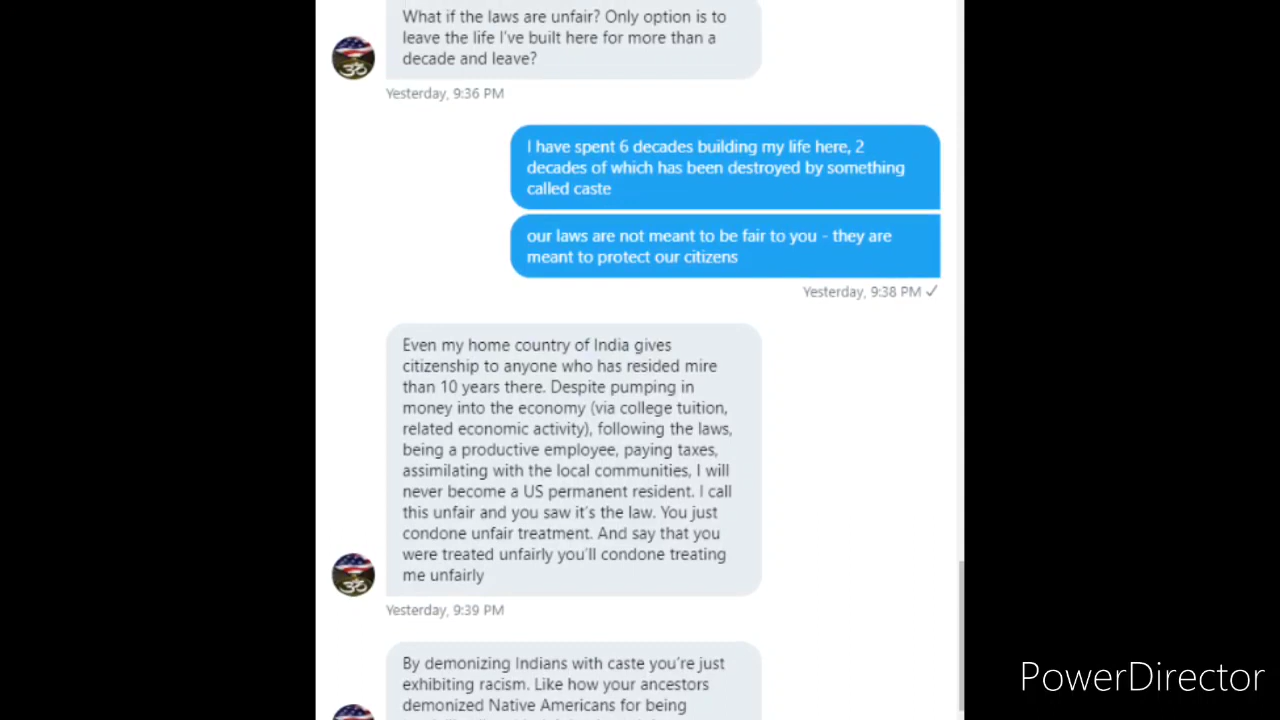 What if the laws are unfair? Only option is to
leave the life I've built here for more than a
decade and leave?
Yesterday, 9:36 PM
I have spent 6 decades building my life here, 2
decades of which has been destroyed by something
called caste
our laws are not meant to be fair to you - they are
meant to protect our citizens
Yesterday, 9:38 PM ✓
Even my home country of India gives
citizenship to anyone who has resided mire
than 10 years there. Despite pumping in
money into the economy (via college tuition,
related economic activity), following the laws,
being a productive employee, paying taxes,
assimilating with the local communities, I will
never become a US permanent resident. I call
this unfair and you saw it's the law. You just
condone unfair treatment. And say that you
were treated unfairly you'll condone treating
me unfairly
Yesterday, 9:39 PM
By demonizing Indians with caste you're just
exhibiting racism. Like how your ancestors
demonized Native Americans for being
PowerDirector